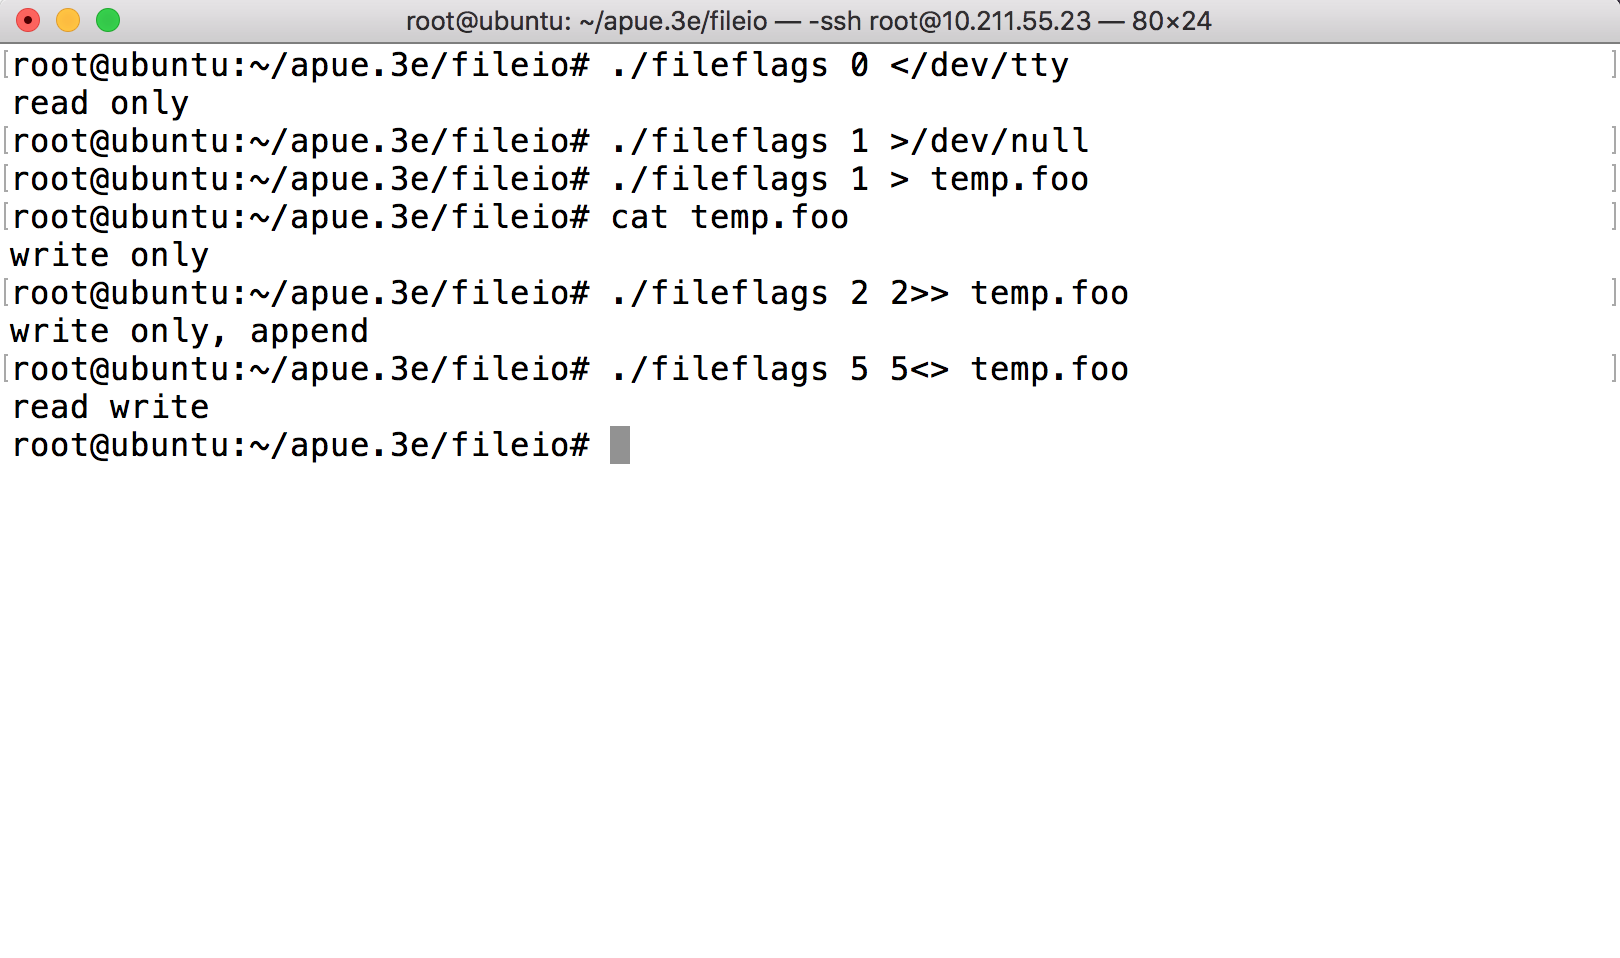 root@ubuntu: ~/apue.3e/fileio — -ssh root@10.211.55.23 — 80×24
[root@ubuntu:~/apue.3e/fileio# ./fileflags 0 </dev/tty ]
read only
[root@ubuntu:~/apue.3e/fileio# ./fileflags 1 >/dev/null ]
[root@ubuntu:~/apue.3e/fileio# ./fileflags 1 > temp.foo ]
[root@ubuntu:~/apue.3e/fileio# cat temp.foo ]
write only
[root@ubuntu:~/apue.3e/fileio# ./fileflags 2 2>> temp.foo ]
write only, append
[root@ubuntu:~/apue.3e/fileio# ./fileflags 5 5<> temp.foo ]
read write
root@ubuntu:~/apue.3e/fileio#